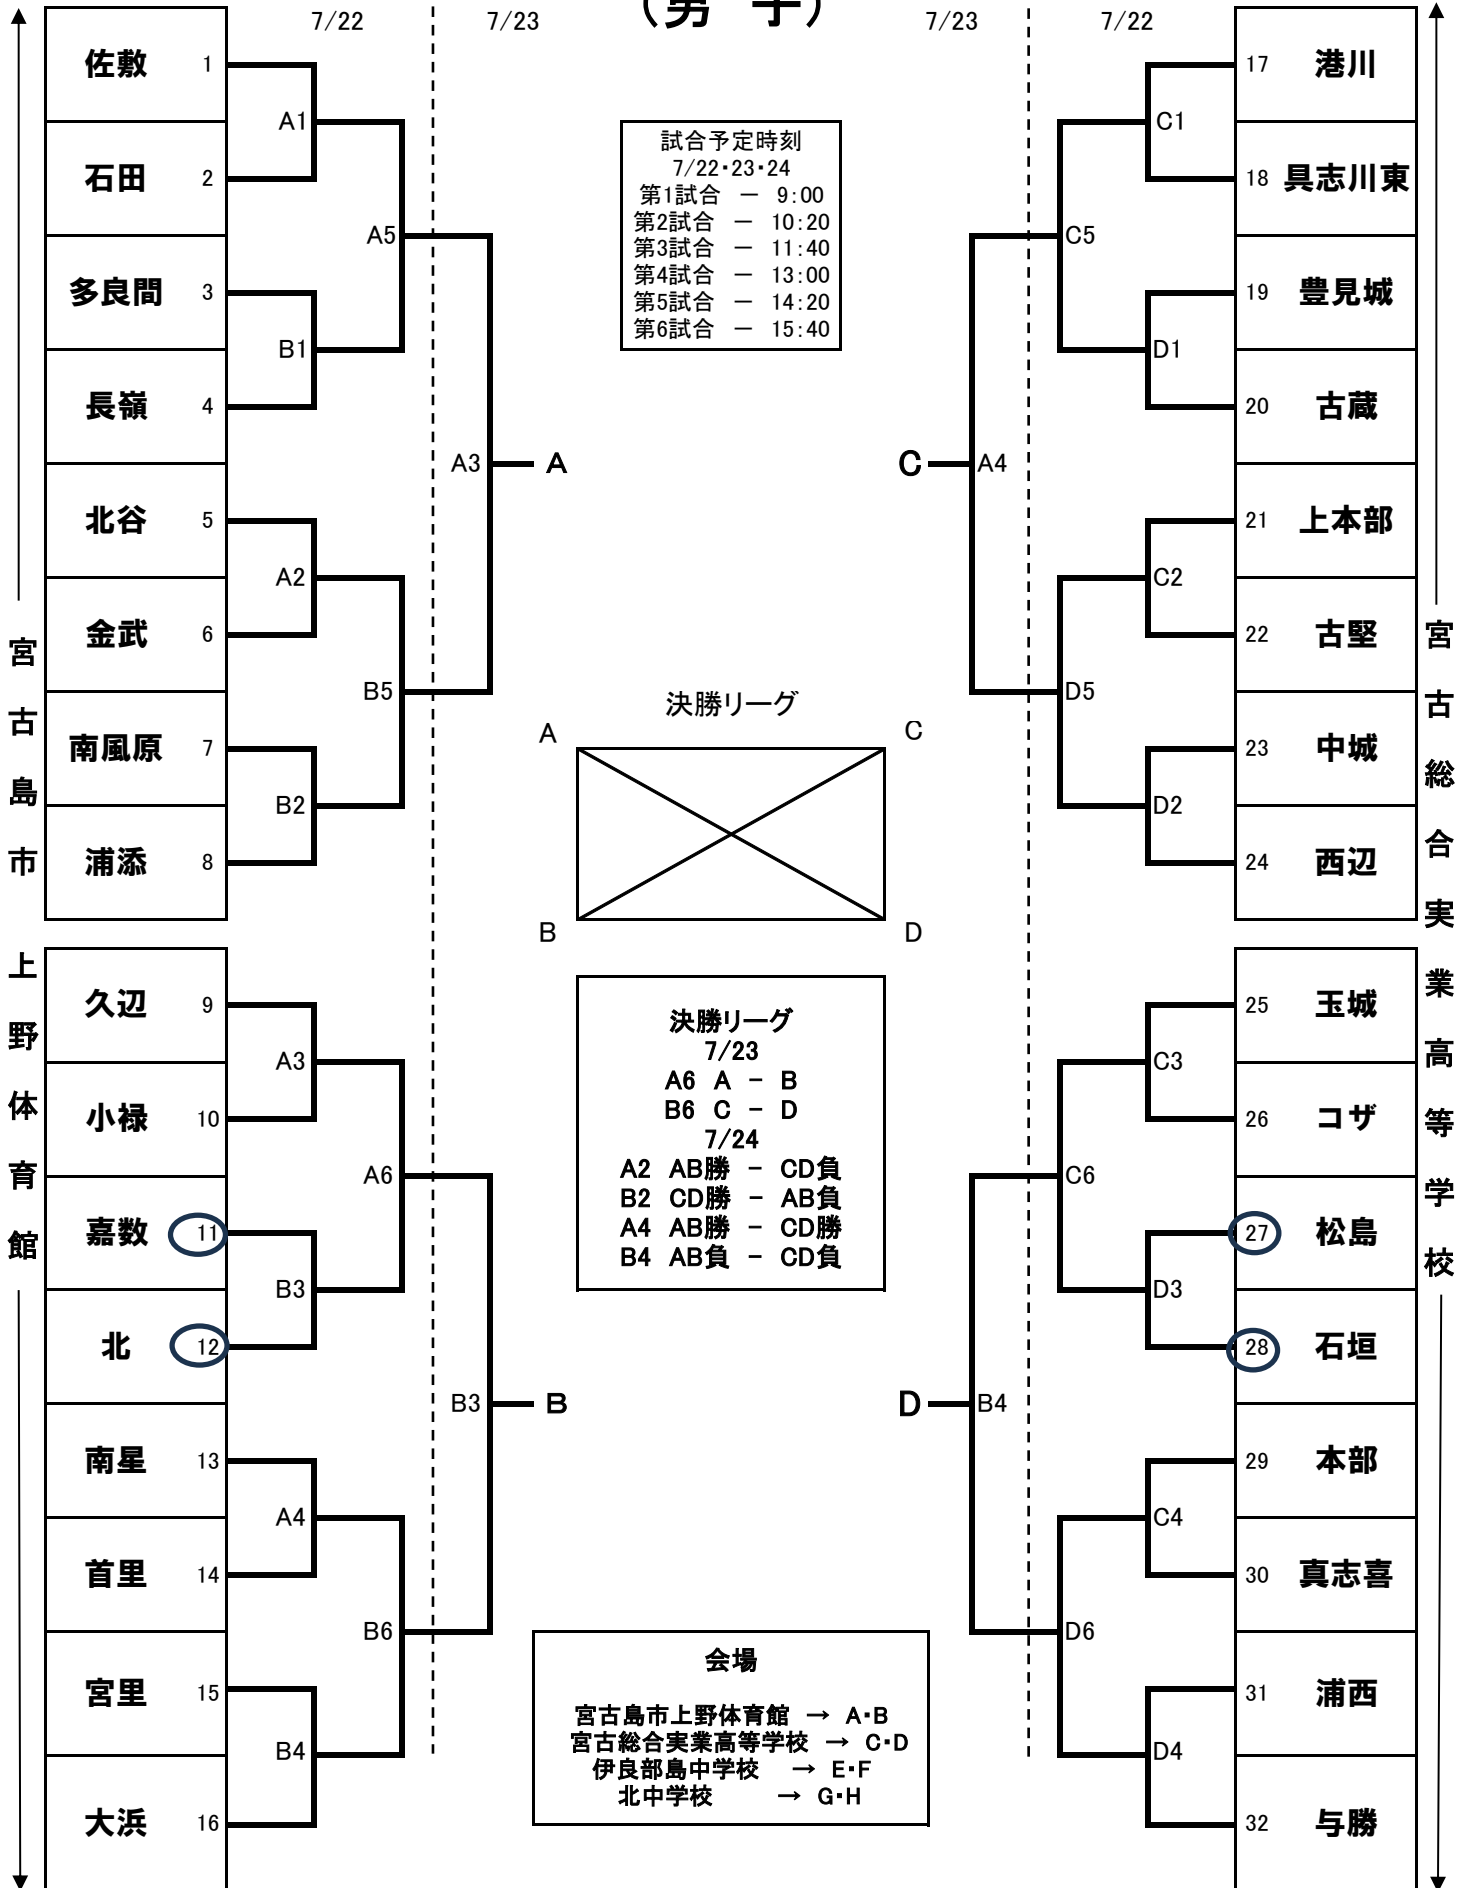 (男 子)
7/22
7/23
7/23
7/22
佐敷 1
石田 2
多良間 3
長嶺 4
北谷 5
金武 6
南風原 7
浦添 8
久辺 9
小禄 10
嘉数 11
北 12
南星 13
首里 14
宮里 15
大浜 16
A1
B1
A2
B2
A3
B3
A4
B4
A5
B5
A6
B6
A3
B3
A
B
宮古島市上野体育館
試合予定時刻
7/22・23・24
第1試合 － 9:00
第2試合 － 10:20
第3試合 － 11:40
第4試合 － 13:00
第5試合 － 14:20
第6試合 － 15:40
決勝リーグ
A
C
B
D
決勝リーグ
7/23
A6 A － B
B6 C － D
7/24
A2 AB勝 － CD負
B2 CD勝 － AB負
A4 AB勝 － CD勝
B4 AB負 － CD負
会場
宮古島市上野体育館 → A・B
宮古総合実業高等学校 → C・D
伊良部島中学校 → E・F
北中学校 → G・H
C
D
A4
B4
C5
D5
C6
D6
C1
D1
C2
D2
C3
D3
C4
D4
17 港川
18 具志川東
19 豊見城
20 古蔵
21 上本部
22 古堅
23 中城
24 西辺
25 玉城
26 コザ
27 松島
28 石垣
29 本部
30 真志喜
31 浦西
32 与勝
宮古総合実業高等学校